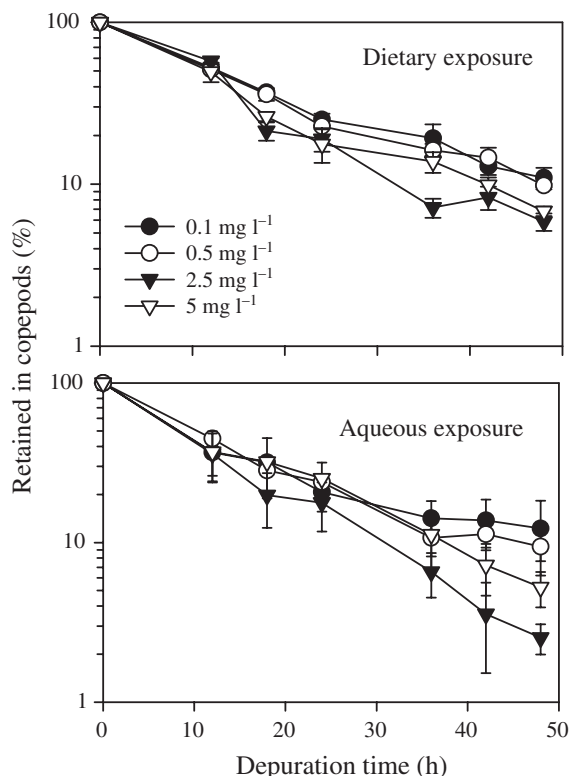 100
Dietary exposure
10
0.1 mg l⁻¹
0.5 mg l⁻¹
2.5 mg l⁻¹
5 mg l⁻¹
1
Retained in copepods (%)
100
Aqueous exposure
10
1
0 10 20 30 40 50
Depuration time (h)